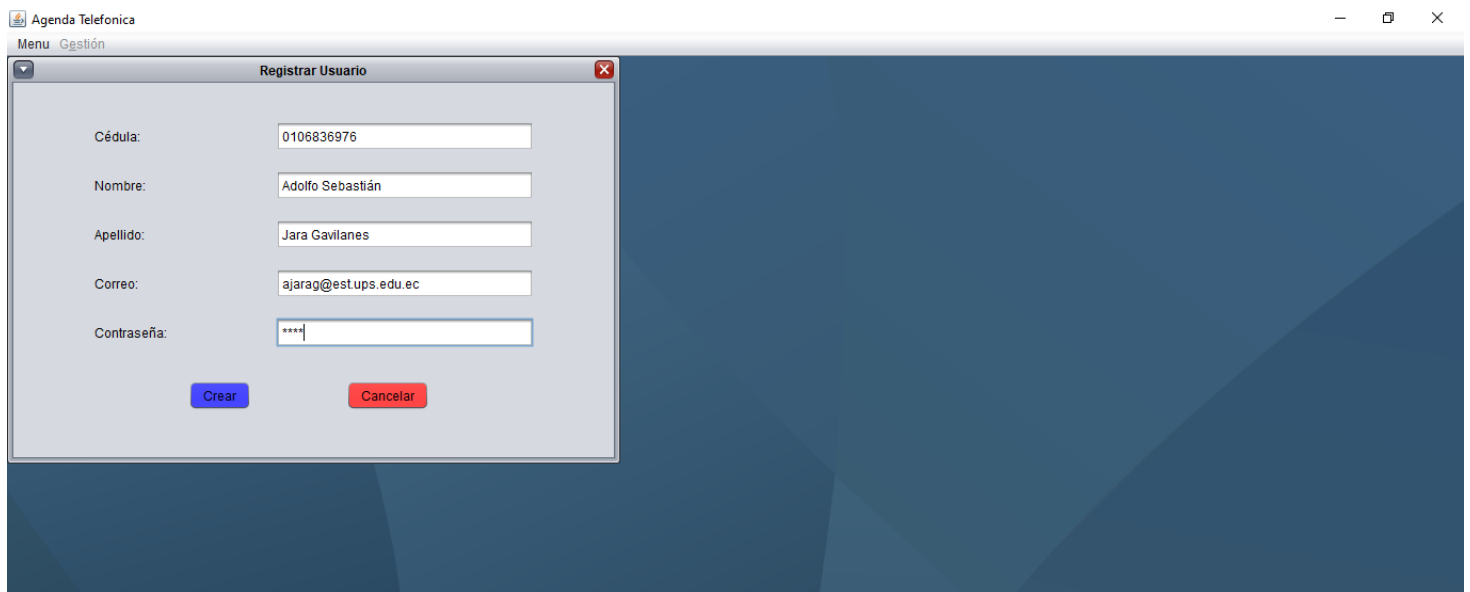 Agenda Telefonica
Menu Gestión
Registrar Usuario
Cédula: 0106836976
Nombre: Adolfo Sebastián
Apellido: Jara Gavilanes
Correo: ajarag@est.ups.edu.ec
Contraseña: ****
Crear Cancelar